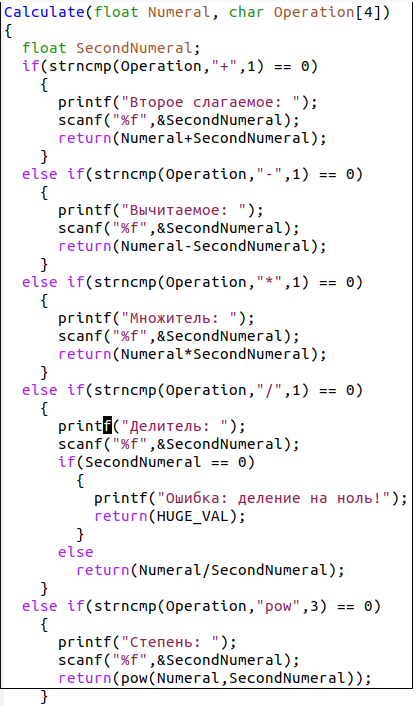 Calculate(float Numeral, char Operation[4])
{
  float SecondNumeral;
  if(strncmp(Operation,"+",1) == 0)
    {
      printf("Второе слагаемое: ");
      scanf("%f",&SecondNumeral);
      return(Numeral+SecondNumeral);
    }
  else if(strncmp(Operation,"-",1) == 0)
    {
      printf("Вычитаемое: ");
      scanf("%f",&SecondNumeral);
      return(Numeral-SecondNumeral);
    }
  else if(strncmp(Operation,"*",1) == 0)
    {
      printf("Множитель: ");
      scanf("%f",&SecondNumeral);
      return(Numeral*SecondNumeral);
    }
  else if(strncmp(Operation,"/",1) == 0)
    {
      printf("Делитель: ");
      scanf("%f",&SecondNumeral);
      if(SecondNumeral == 0)
        {
          printf("Ошибка: деление на ноль!");
          return(HUGE_VAL);
        }
      else
        return(Numeral/SecondNumeral);
    }
  else if(strncmp(Operation,"pow",3) == 0)
    {
      printf("Степень: ");
      scanf("%f",&SecondNumeral);
      return(pow(Numeral,SecondNumeral));
    }